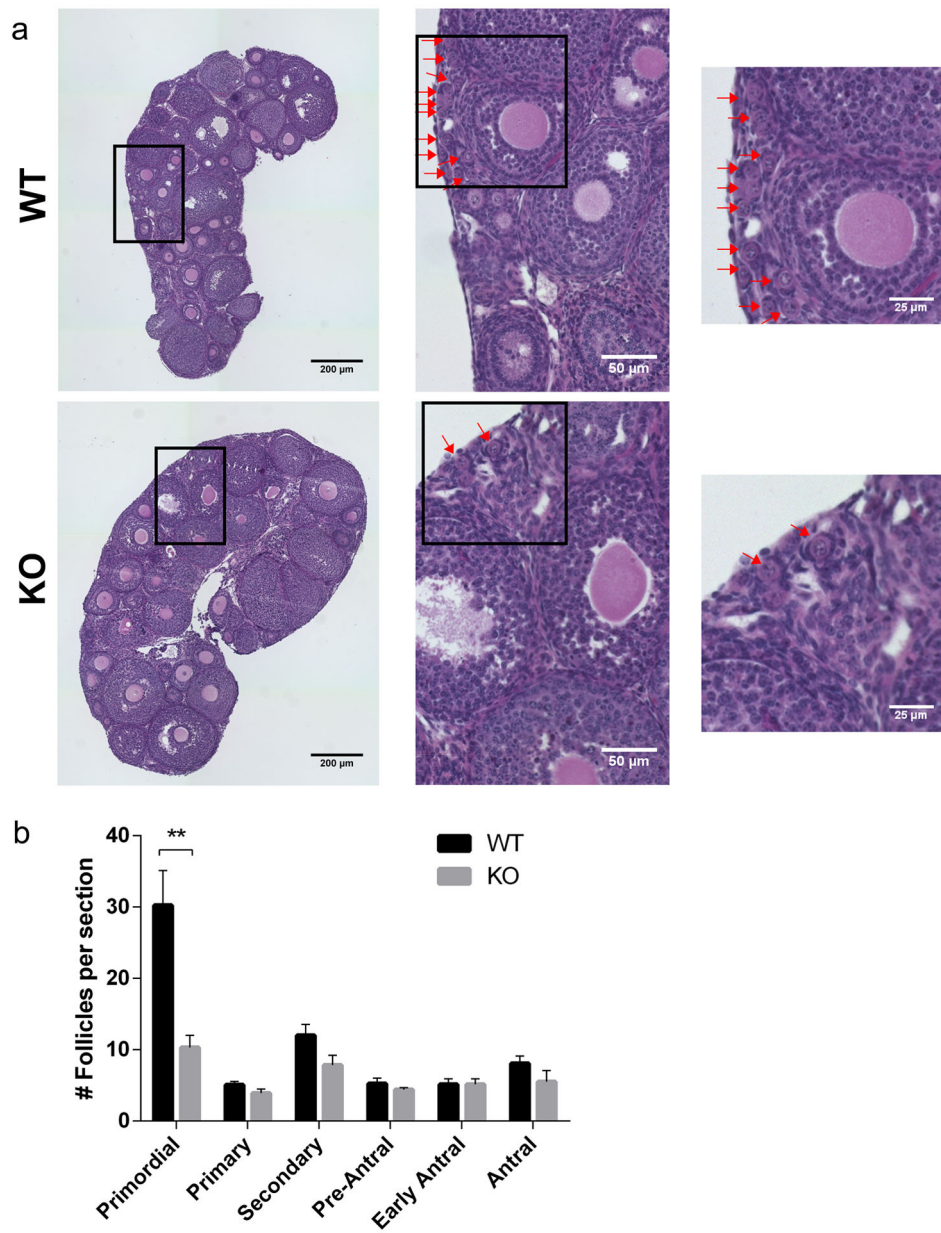 a
WT
200 µm
50 µm
25 µm
KO
200 µm
50 µm
25 µm
b
# Follicles per section
40
30
20
10
0
**
WT
KO
Primordial
Primary
Secondary
Pre-Antral
Early Antral
Antral